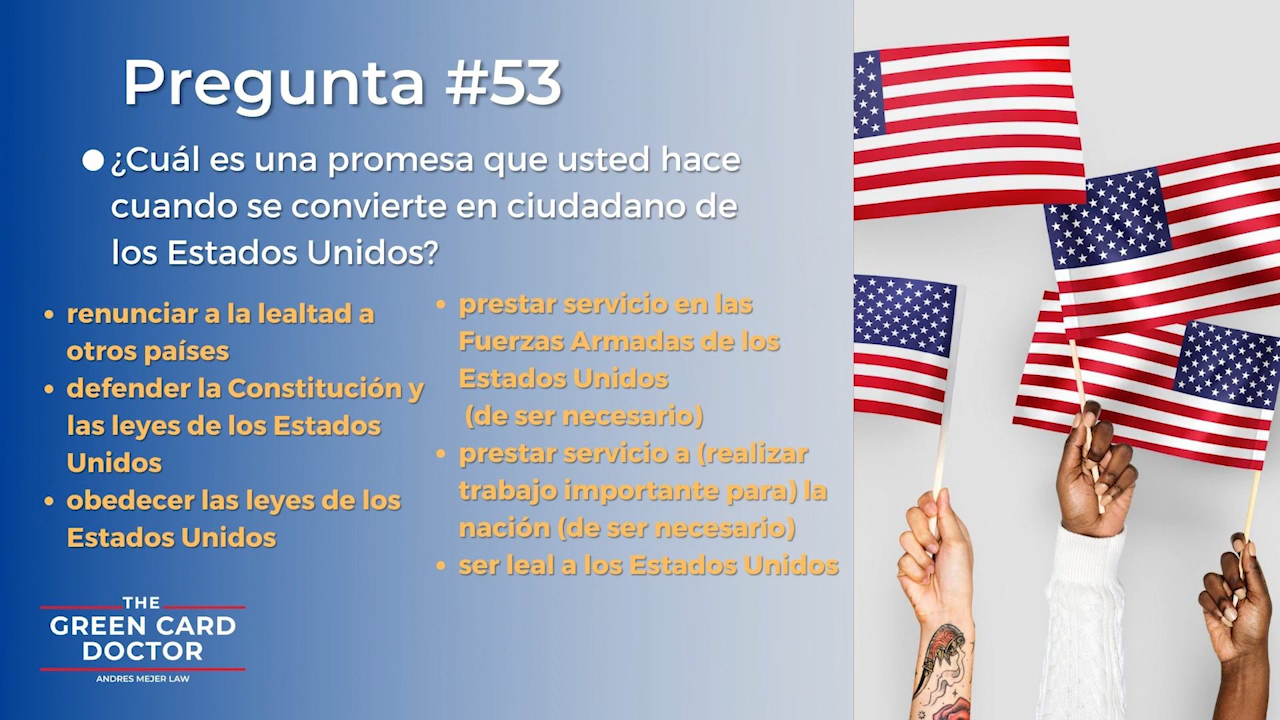 Pregunta #53
● ¿Cuál es una promesa que usted hace
cuando se convierte en ciudadano de
los Estados Unidos?
• renunciar a la lealtad a
otros países
• defender la Constitución y
las leyes de los Estados
Unidos
• obedecer las leyes de los
Estados Unidos
• prestar servicio en las
Fuerzas Armadas de los
Estados Unidos
(de ser necesario)
• prestar servicio a (realizar
trabajo importante para) la
nación (de ser necesario)
• ser leal a los Estados Unidos
THE
GREEN CARD
DOCTOR
ANDRES MEJER LAW